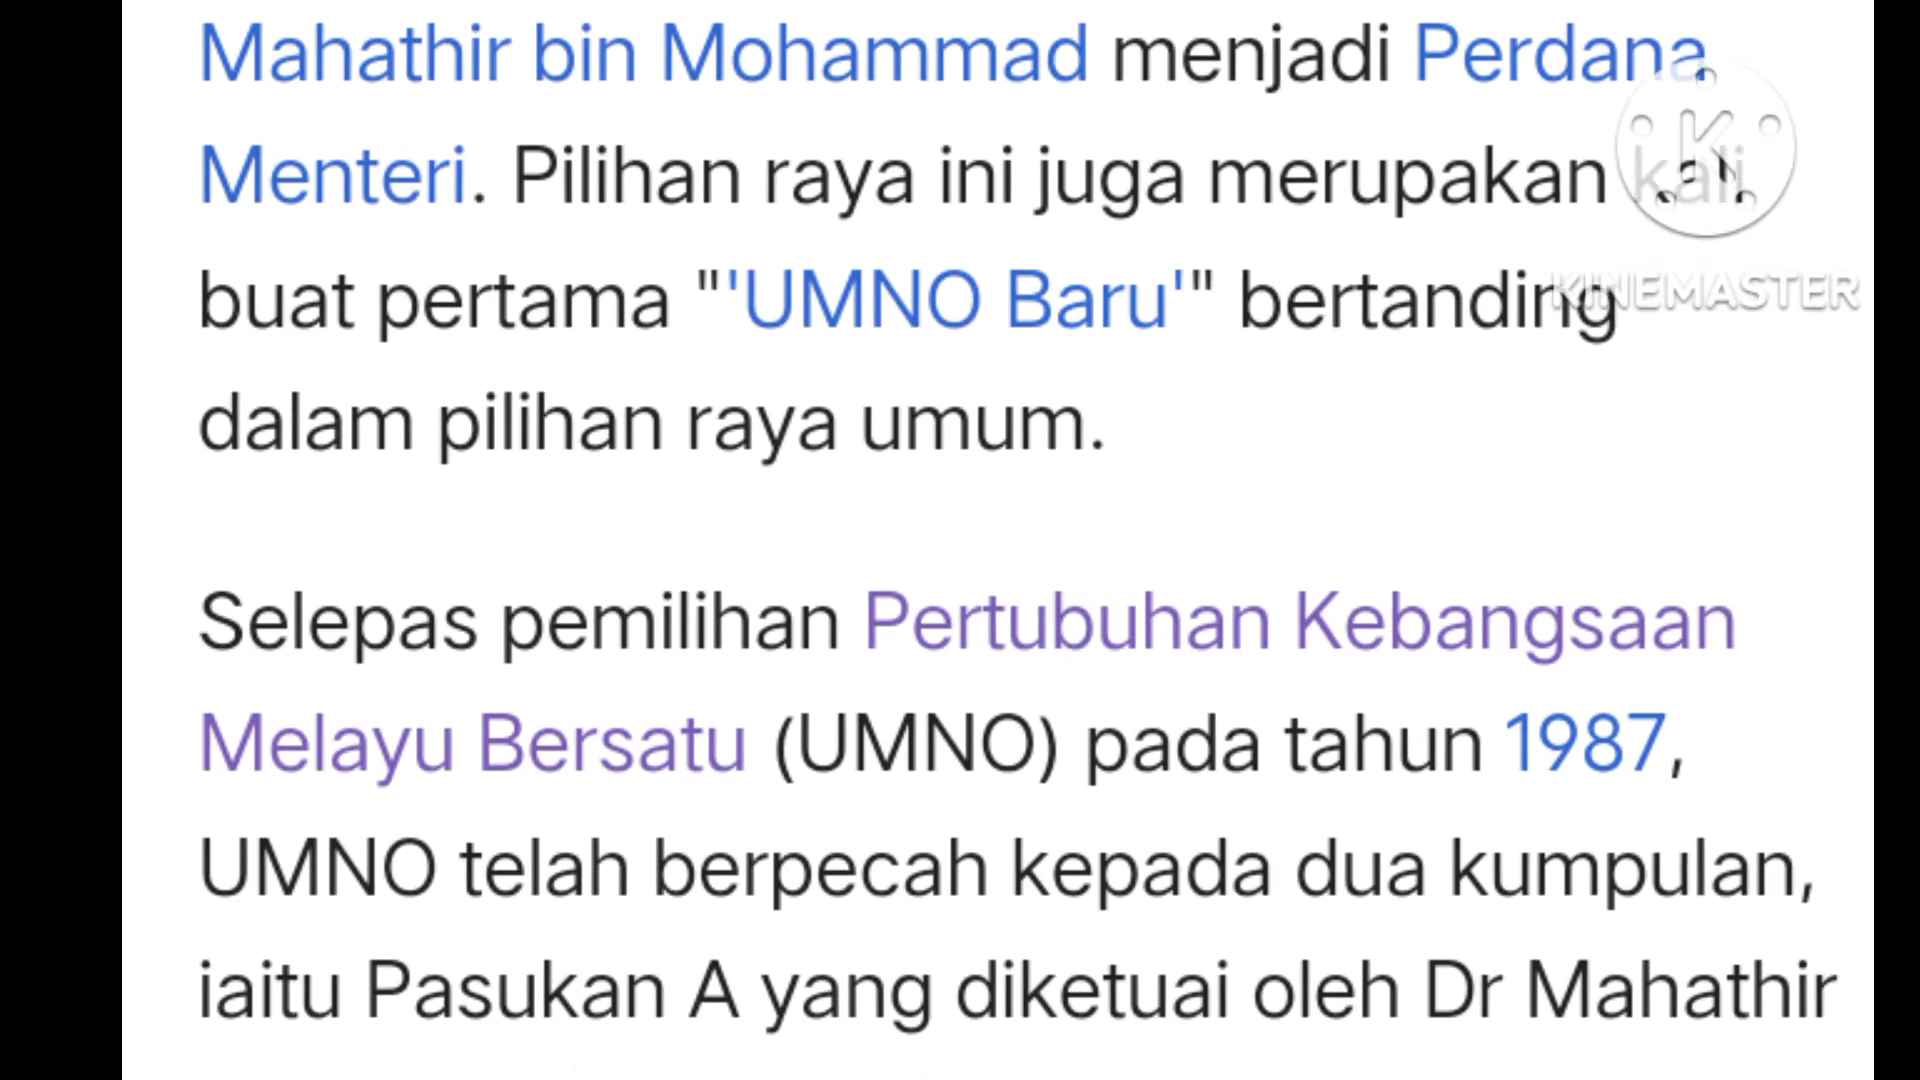 Mahathir bin Mohammad menjadi Perdana
Menteri. Pilihan raya ini juga merupakan kali
buat pertama "'UMNO Baru'" bertanding
dalam pilihan raya umum.
Selepas pemilihan Pertubuhan Kebangsaan
Melayu Bersatu (UMNO) pada tahun 1987,
UMNO telah berpecah kepada dua kumpulan,
iaitu Pasukan A yang diketuai oleh Dr Mahathir
K
KINEMASTER